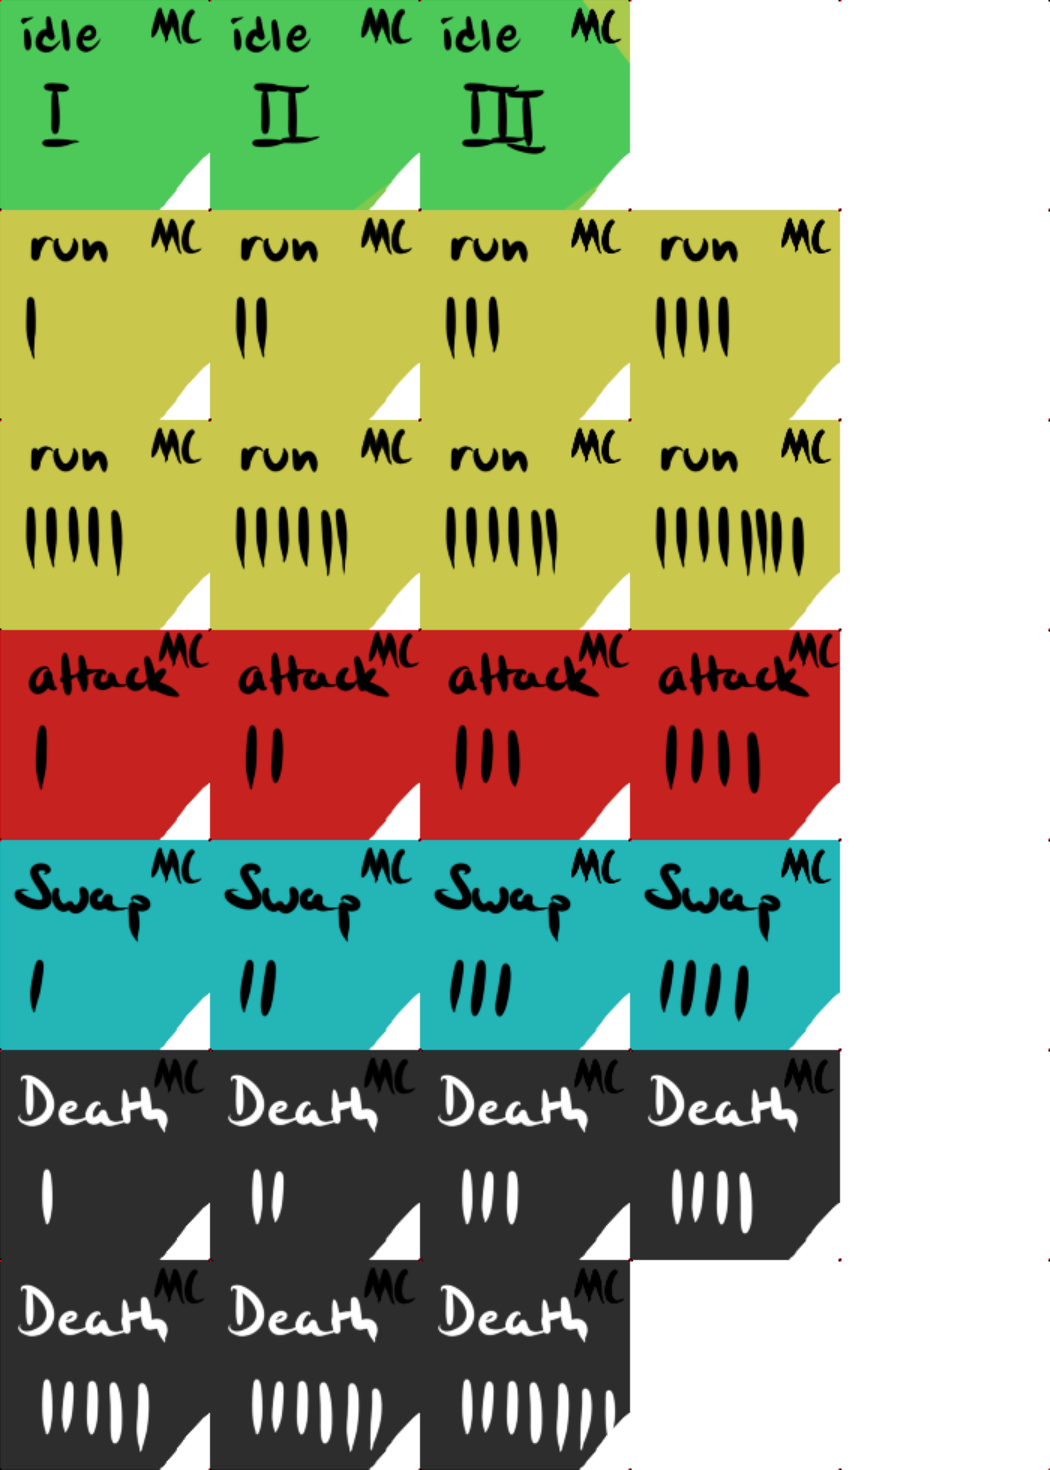 idle MC idle MC idle MC
I II III
run MC run MC run MC run MC
| || ||| ||||
run MC run MC run MC run MC
||||| |||||| |||||| ||||||||
attack MC attack MC attack MC attack MC
| || ||| ||||
Swap MC Swap MC Swap MC Swap MC
| || ||| ||||
Death MC Death MC Death MC Death MC
| || ||| ||||
Death MC Death MC Death MC
||||| |||||| |||||||